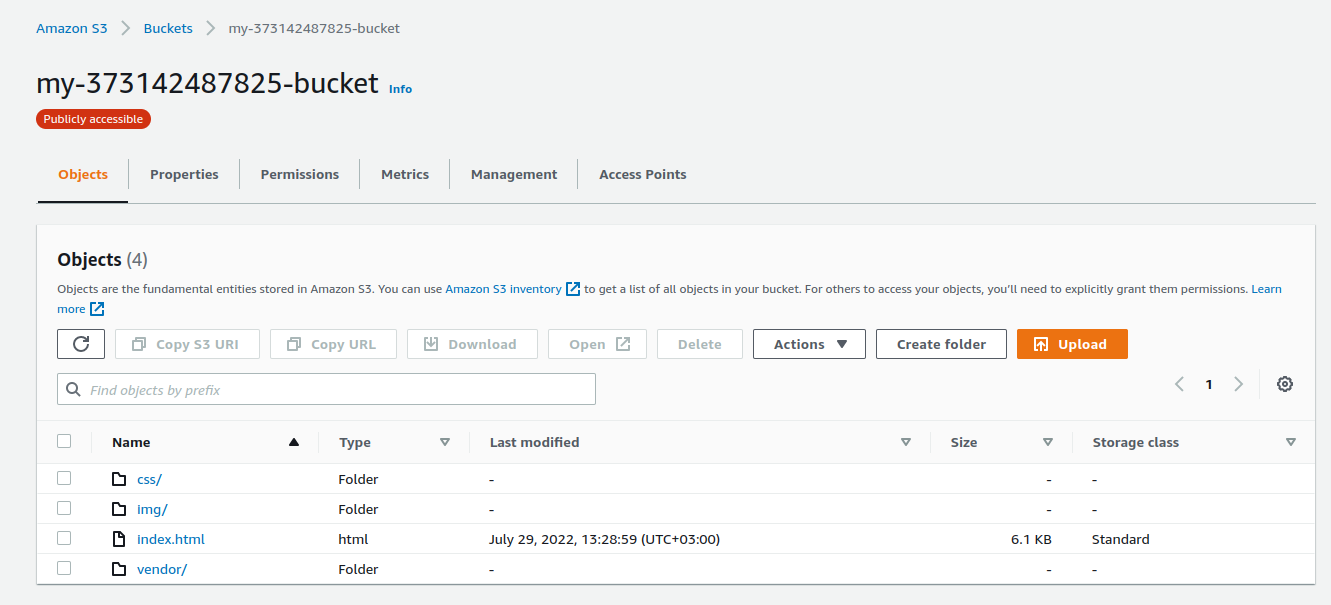 Amazon S3 > Buckets > my-373142487825-bucket
my-373142487825-bucket Info
Publicly accessible
Objects Properties Permissions Metrics Management Access Points
Objects (4)
Objects are the fundamental entities stored in Amazon S3. You can use Amazon S3 inventory to get a list of all objects in your bucket. For others to access your objects, you'll need to explicitly grant them permissions. Learn
more
Copy S3 URI Copy URL Download Open Delete Actions Create folder Upload
Find objects by prefix 1
Name Type Last modified Size Storage class
css/ Folder - - -
img/ Folder - - -
index.html html July 29, 2022, 13:28:59 (UTC+03:00) 6.1 KB Standard
vendor/ Folder - - -